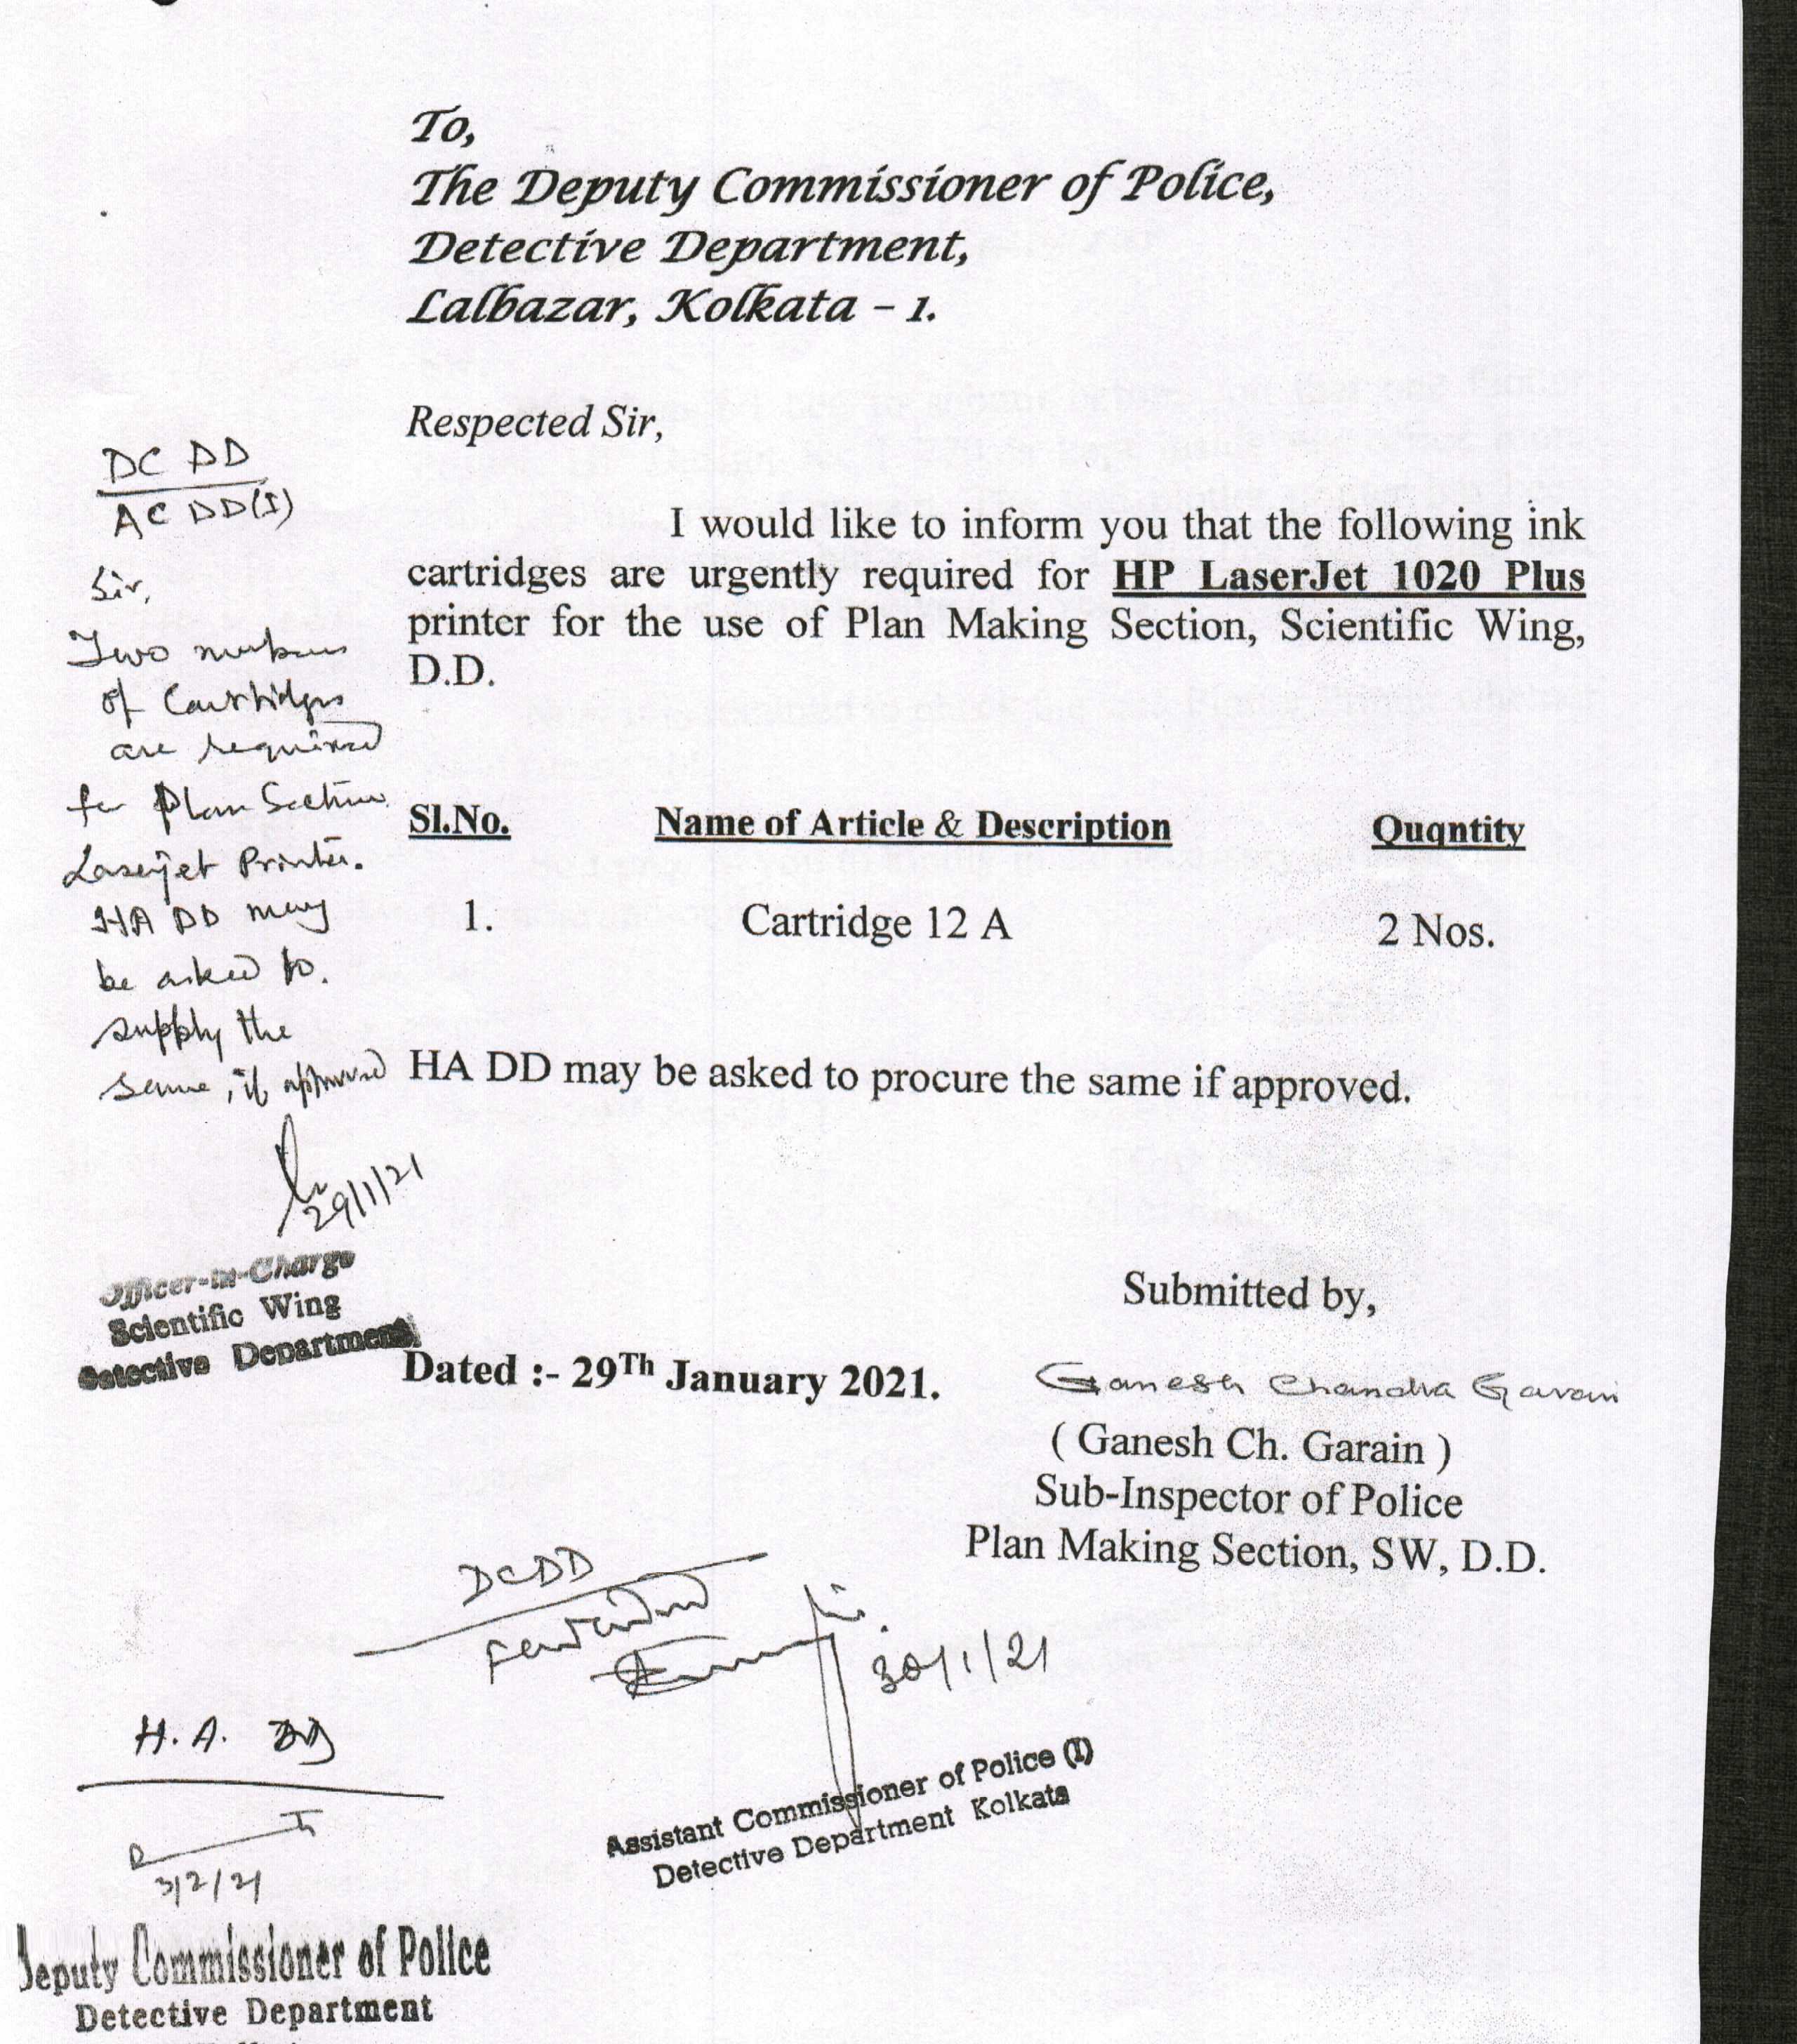 To,
The Deputy Commissioner of Police,
Detective Department,
Lalbazar, Kolkata – 1.
Respected Sir,
I would like to inform you that the following ink
cartridges are urgently required for HP LaserJet 1020 Plus
printer for the use of Plan Making Section, Scientific Wing,
D.D.
Sl.No. Name of Article & Description Ququtity
1. Cartridge 12 A 2 Nos.
HA DD may be asked to procure the same if approved.
Submitted by,
Dated :- 29Th January 2021.
Ganesh Chandra Garain
( Ganesh Ch. Garain )
Sub-Inspector of Police
Plan Making Section, SW, D.D.
DC DD
AC DD(I)
Sir,
Two numbers
of Cartridges
are required
for Plan Section
Laserjet Printer.
HA DD may
be asked to.
supply the
same, if approved
29/1/21
Officer-in-Charge
Scientific Wing
Detective Department
DCDD
Forwarded
30/1/21
Assistant Commissioner of Police (I)
Detective Department Kolkata
H.A. DD
3/2/21
Deputy Commissioner of Police
Detective Department